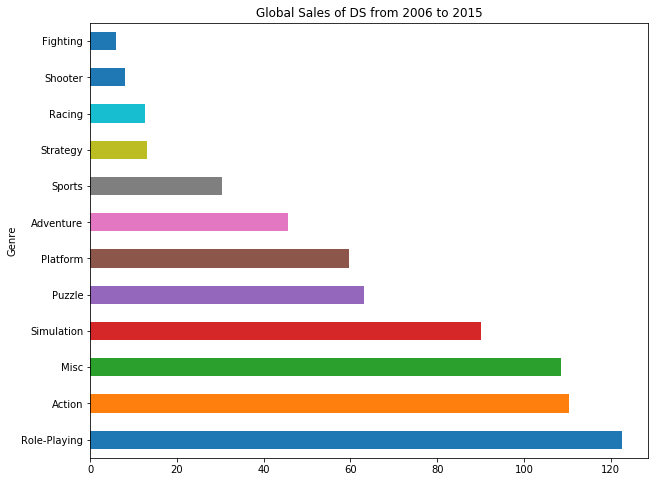 Global Sales of DS from 2006 to 2015
Genre
Fighting
Shooter
Racing
Strategy
Sports
Adventure
Platform
Puzzle
Simulation
Misc
Action
Role-Playing
0 20 40 60 80 100 120